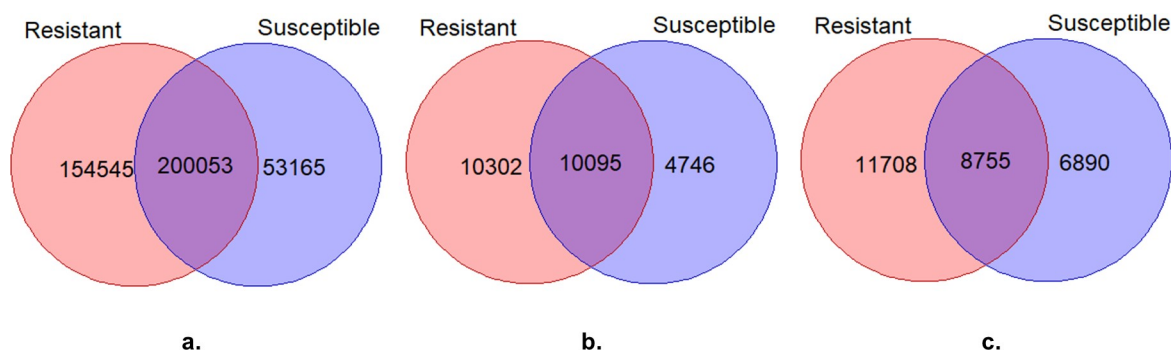 Resistant Susceptible
154545 200053 53165
a.
Resistant Susceptible
10302 10095 4746
b.
Resistant Susceptible
11708 8755 6890
c.